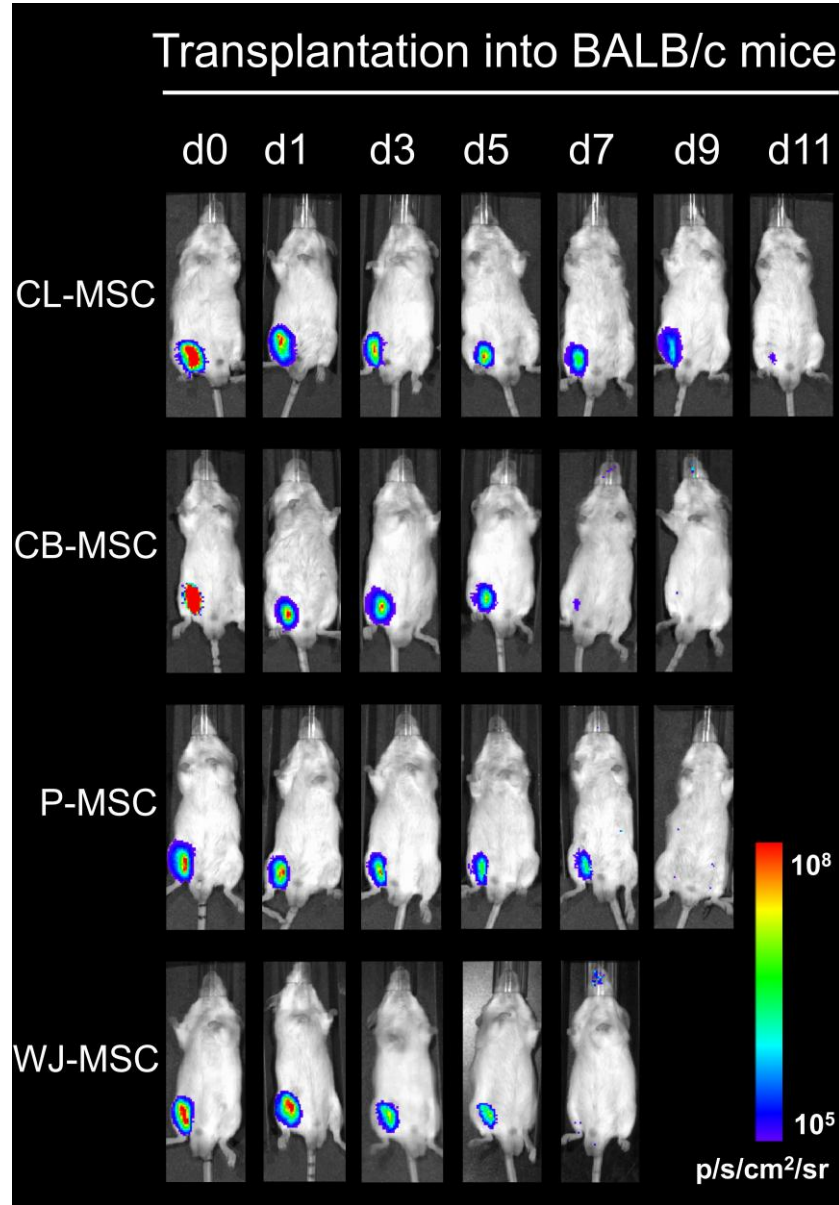 Transplantation into BALB/c mice
d0 d1 d3 d5 d7 d9 d11
CL-MSC
CB-MSC
P-MSC
WJ-MSC
10⁸
10⁵
p/s/cm²/sr